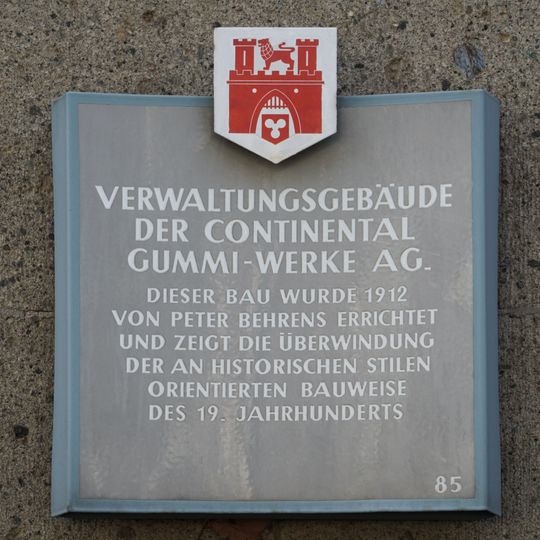 VERWALTUNGSGEBÄUDE
DER CONTINENTAL
GUMMI-WERKE AG.
DIESER BAU WURDE 1912
VON PETER BEHRENS ERRICHTET
UND ZEIGT DIE ÜBERWINDUNG
DER AN HISTORISCHEN STILEN
ORIENTIERTEN BAUWEISE
DES 19. JAHRHUNDERTS
85